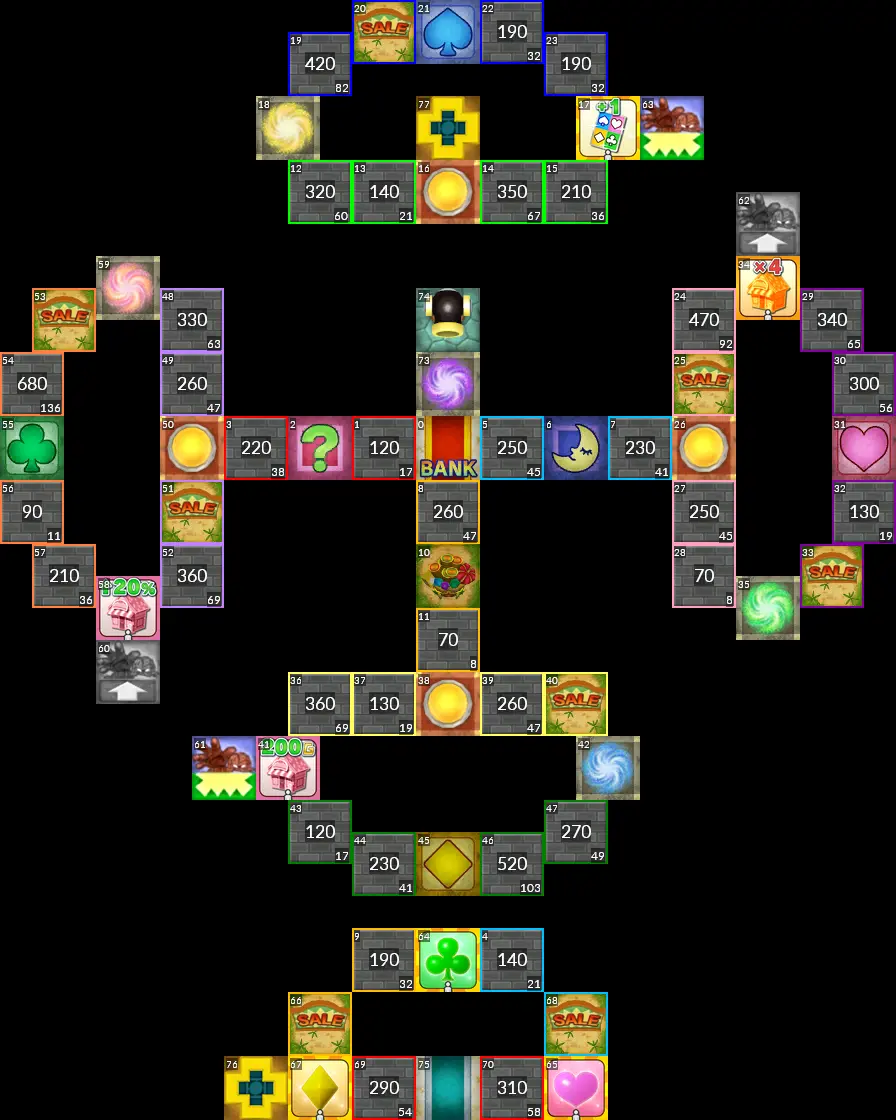 20 SALE 21 22 190 32
19 420 82 23 190 32
18 77 17 +1 63
12 320 60 13 140 21 16 14 350 67 15 210 36
62
59 34 ×4
53 SALE 48 330 63 74 24 470 92 29 340 65
54 680 136 49 260 47 73 25 SALE 30 300 56
55 50 3 220 38 2 ? 1 120 17 0 BANK 5 250 45 6 7 230 41 26 31
56 90 11 51 SALE 8 260 47 27 250 45 32 130 19
57 210 36 58 20% 52 360 69 10 28 70 8 35 33 SALE
60 11 70 8
36 360 69 37 130 19 38 39 260 47 40 SALE
61 41 200G 42
43 120 17 47 270 49
44 230 41 45 46 520 103
9 190 32 64 4 140 21
66 SALE 68 SALE
76 67 69 290 54 75 70 310 58 65